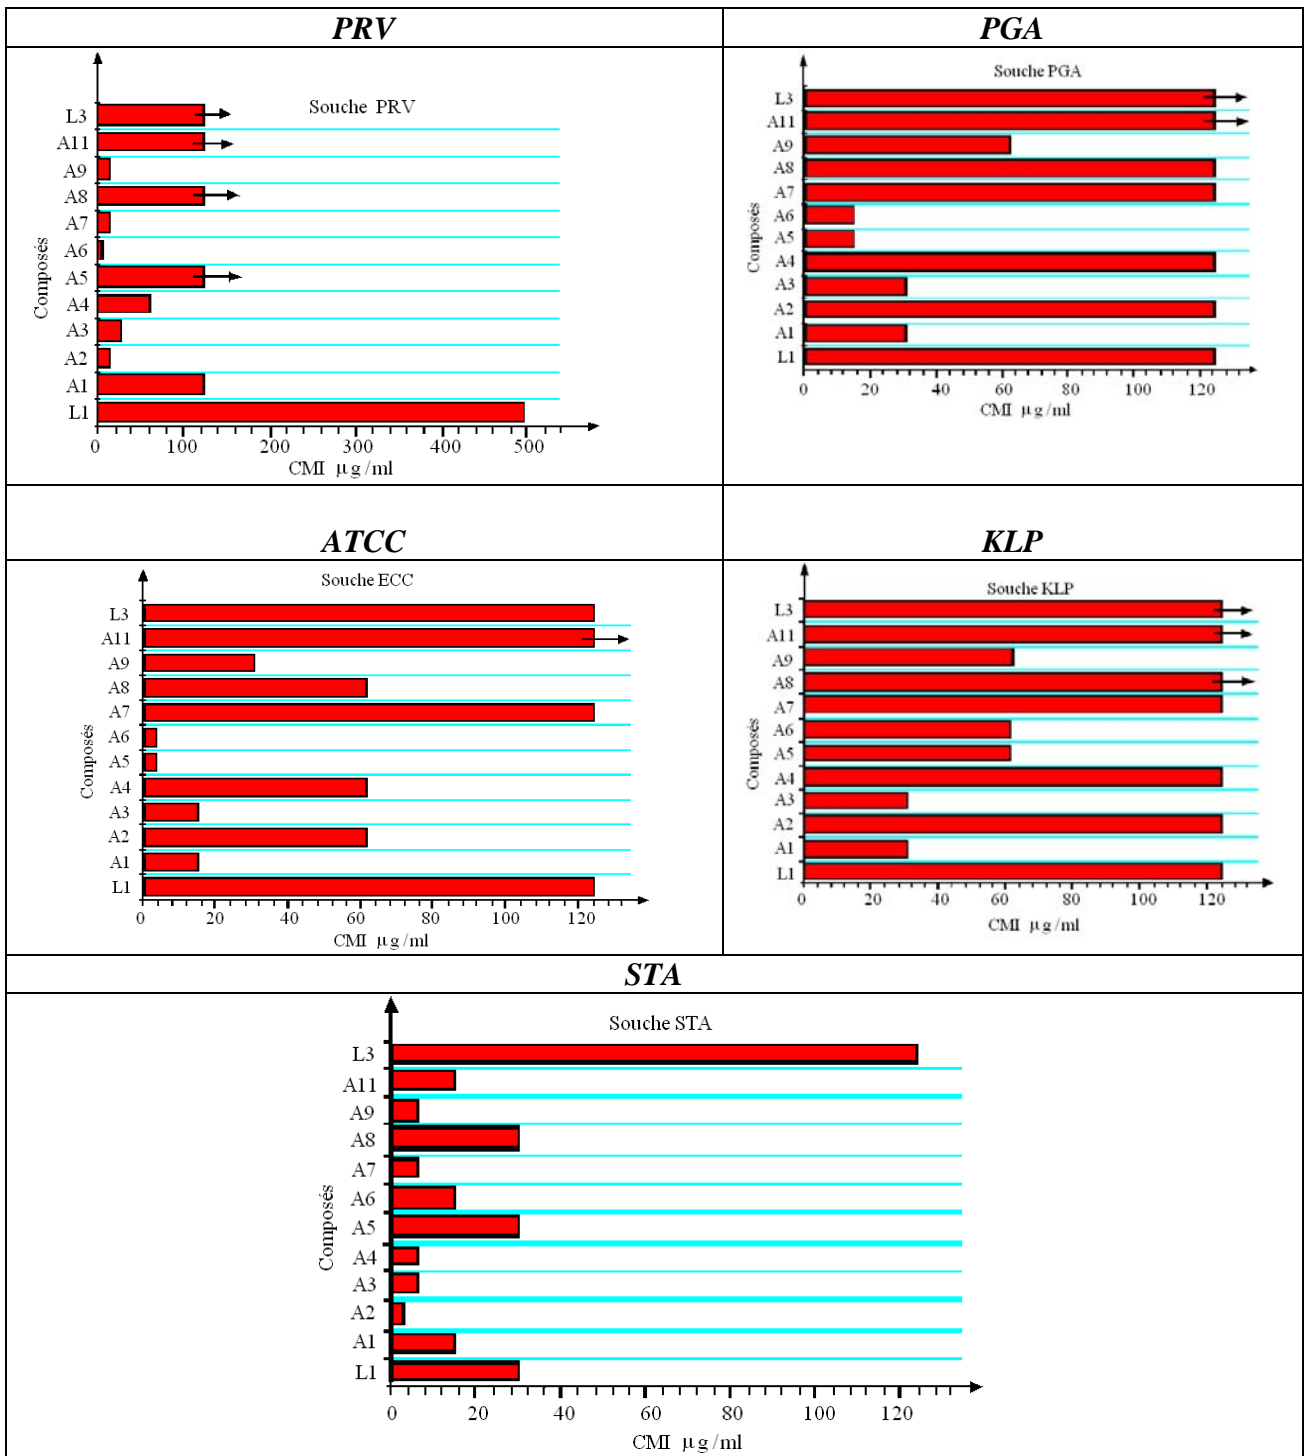 PRV
PGA
Souche PRV
L3
A11
A9
A8
A7
A6
A5
A4
A3
A2
A1
L1
Composés
0 100 200 300 400 500
CMI µg/ml
Souche PGA
L3
A11
A9
A8
A7
A6
A5
A4
A3
A2
A1
L1
Composés
0 20 40 60 80 100 120
CMI µg/ml
ATCC
KLP
Souche ECC
L3
A11
A9
A8
A7
A6
A5
A4
A3
A2
A1
L1
Composés
0 20 40 60 80 100 120
CMI µg/ml
Souche KLP
L3
A11
A9
A8
A7
A6
A5
A4
A3
A2
A1
L1
Composés
0 20 40 60 80 100 120
CMI µg/ml
STA
Souche STA
L3
A11
A9
A8
A7
A6
A5
A4
A3
A2
A1
L1
Composés
0 20 40 60 80 100 120
CMI µg/ml